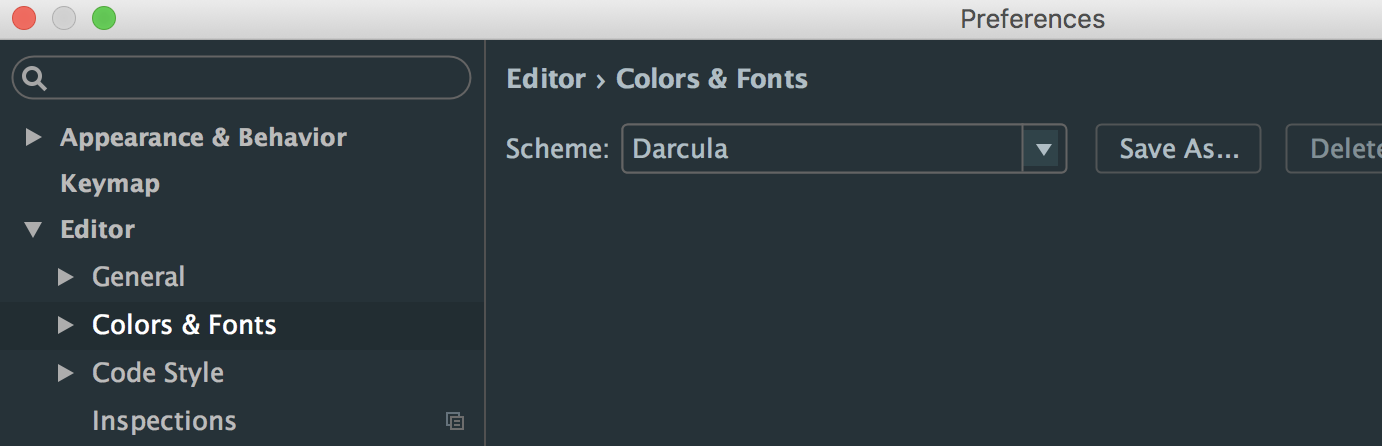 Preferences
Appearance & Behavior
Keymap
Editor
General
Colors & Fonts
Code Style
Inspections
Editor › Colors & Fonts
Scheme: Darcula Save As... Delete